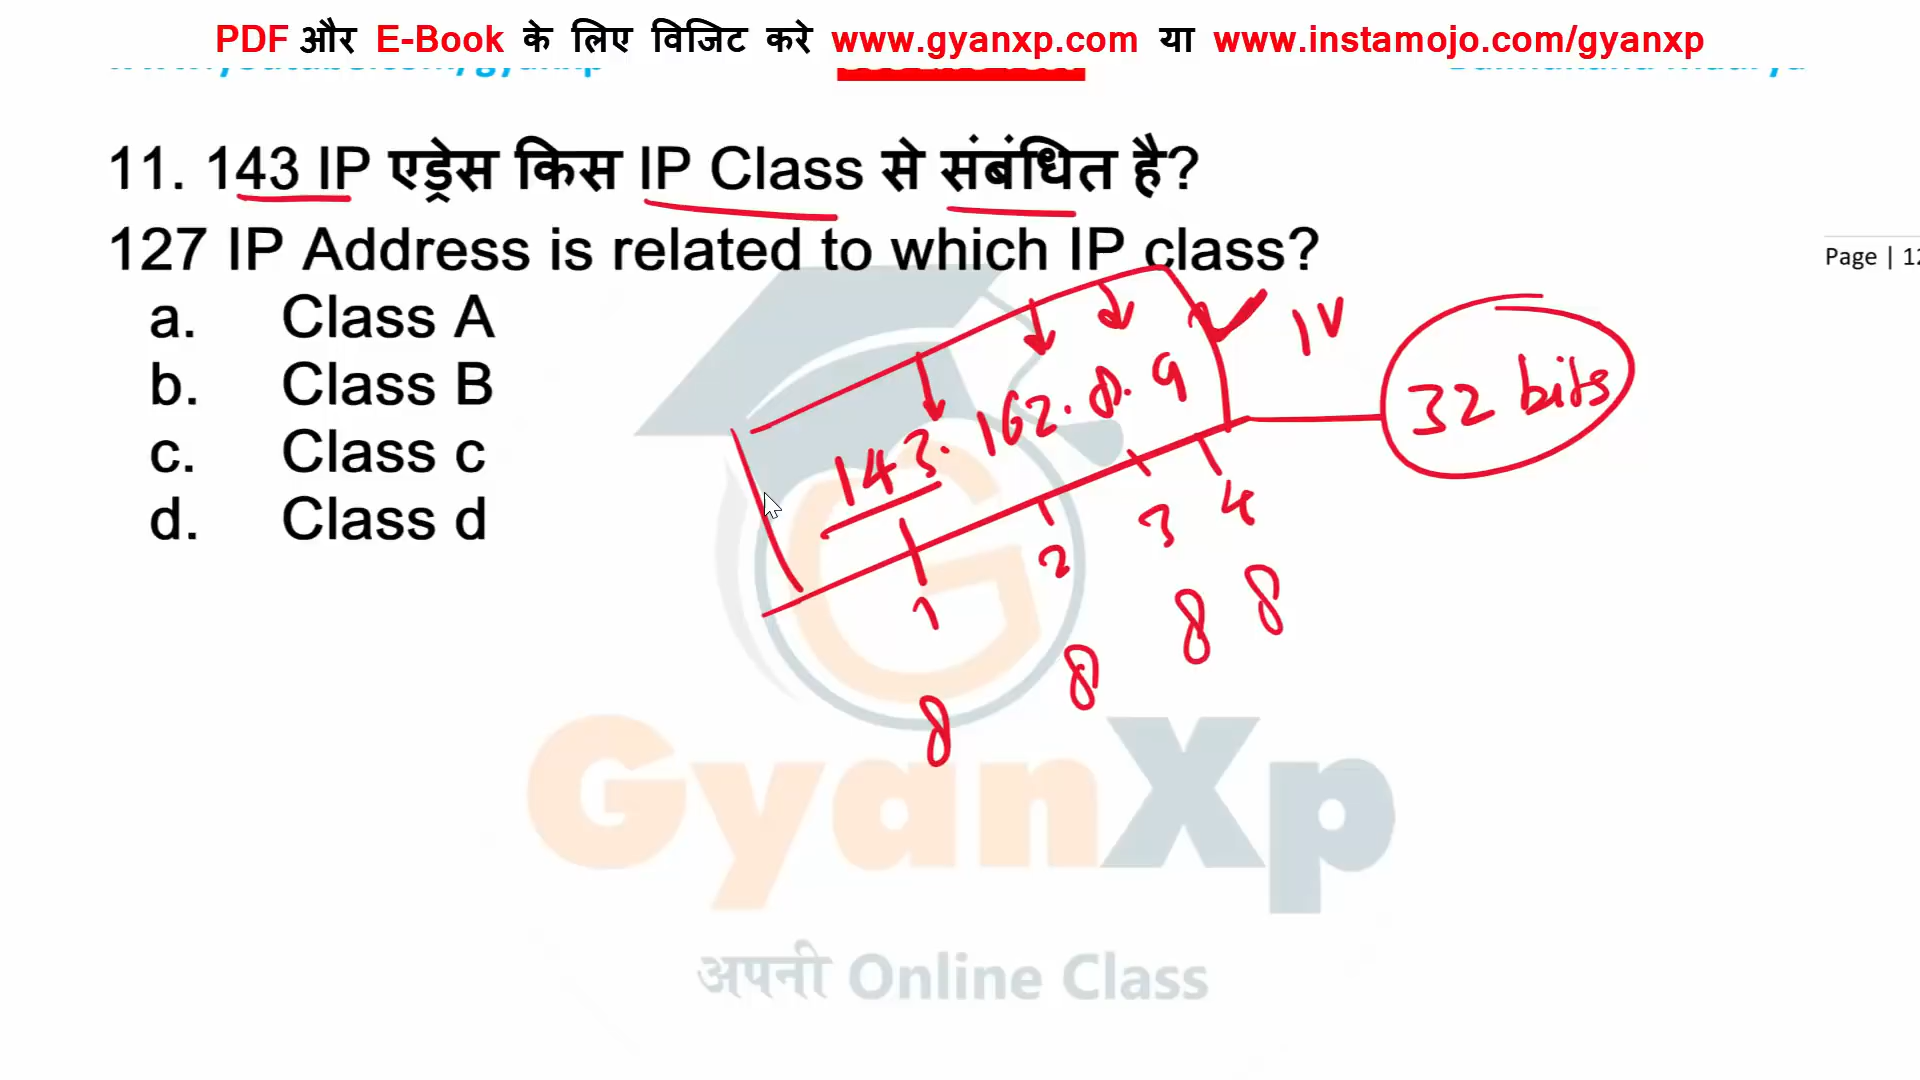 PDF और E-Book के लिए विजिट करे www.gyanxp.com या www.instamojo.com/gyanxp
11. 143 IP एड्रेस किस IP Class से संबंधित है?
127 IP Address is related to which IP class?
Page | 12
a. Class A
b. Class B
c. Class c
d. Class d
IV
32 bits
143.162.8.9
1 2 3 4
8 8 8 8
GyanXp
अपनी Online Class